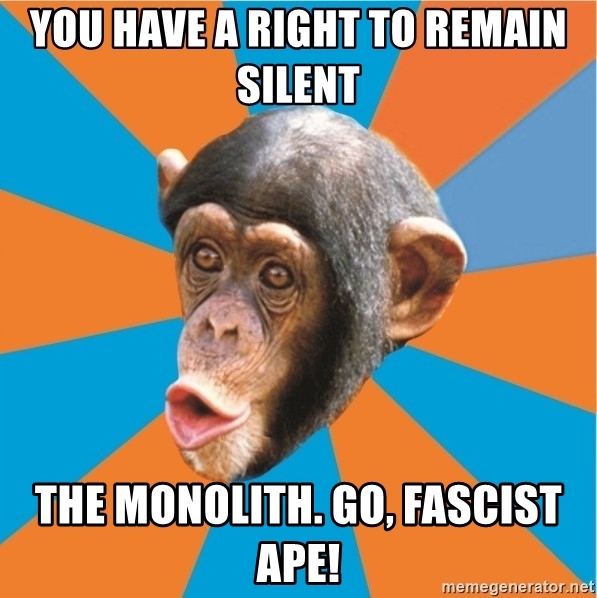 YOU HAVE A RIGHT TO REMAIN
SILENT
THE MONOLITH. GO, FASCIST
APE!
memegenerator.net